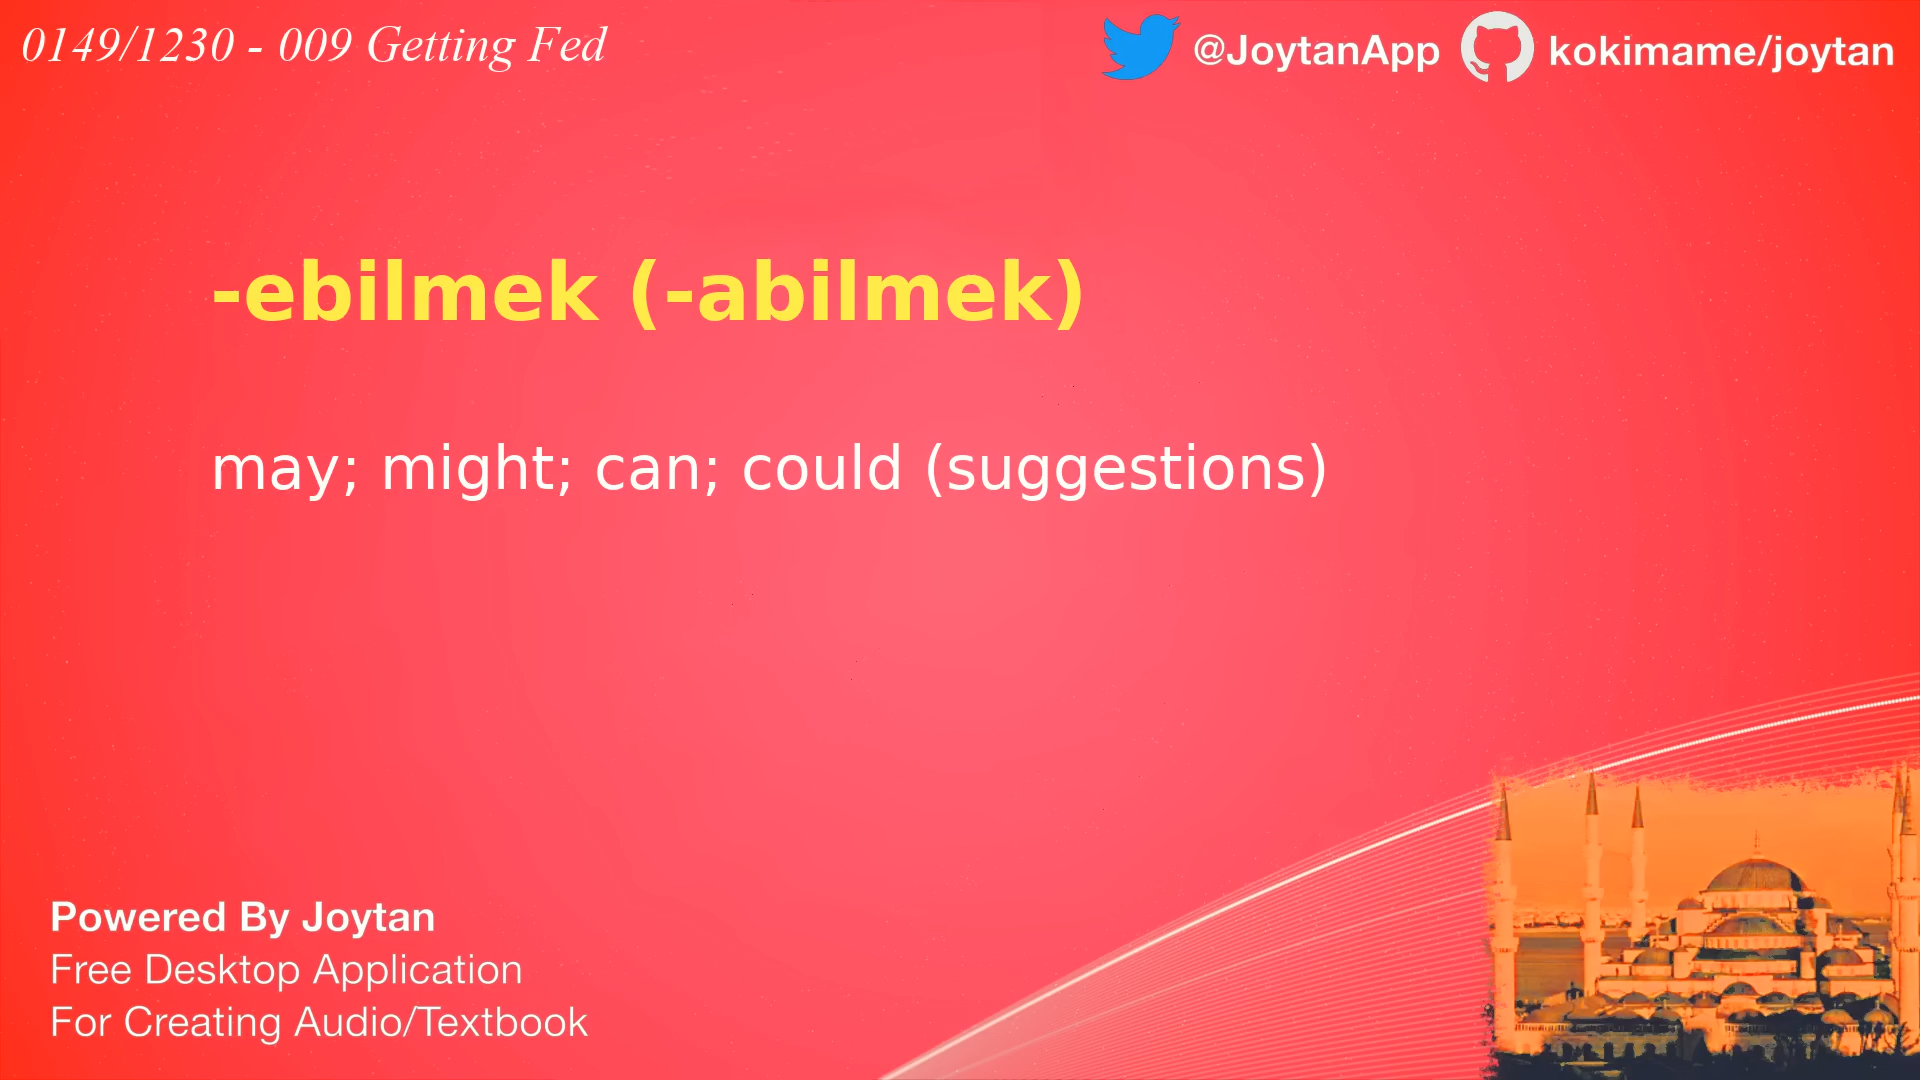 0149/1230 - 009 Getting Fed
@JoytanApp
kokimame/joytan
-ebilmek (-abilmek)
may; might; can; could (suggestions)
Powered By Joytan
Free Desktop Application
For Creating Audio/Textbook